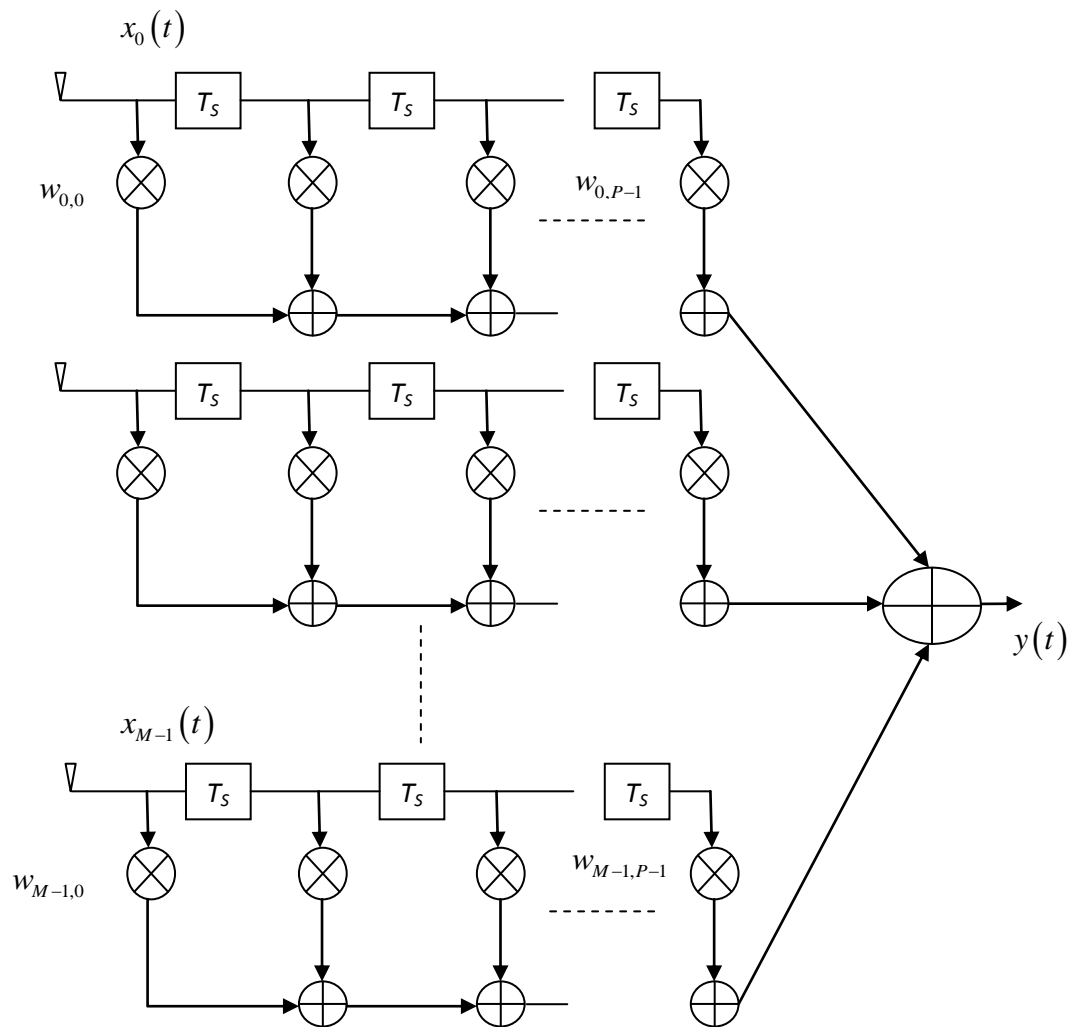 x_0(t)
T_S T_S T_S
w_{0,0} w_{0,P-1}
T_S T_S T_S
y(t)
x_{M-1}(t)
T_S T_S T_S
w_{M-1,0} w_{M-1,P-1}